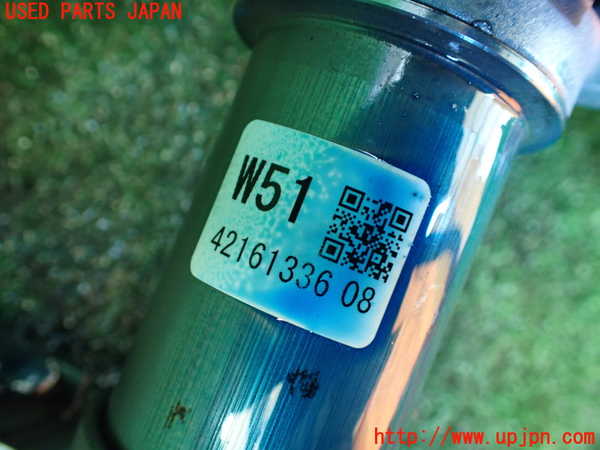 USED PARTS JAPAN
W51
42161336 08
http://www.upjpn.com/